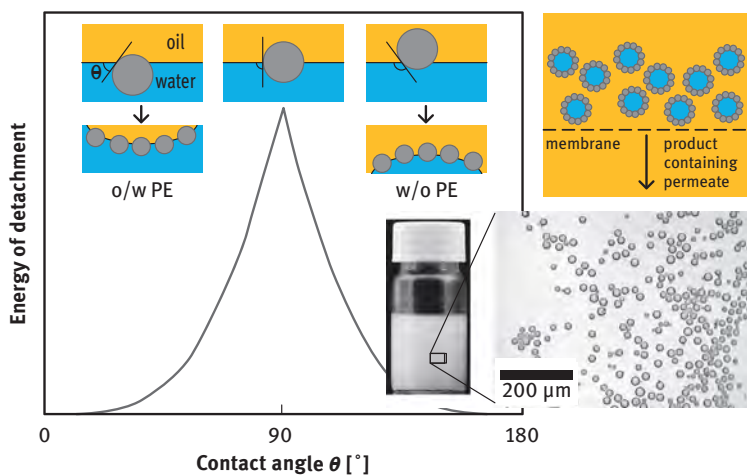 oil
θ
water
o/w PE
w/o PE
membrane
product
containing
permeate
200 µm
Energy of detachment
0
90
180
Contact angle θ [°]